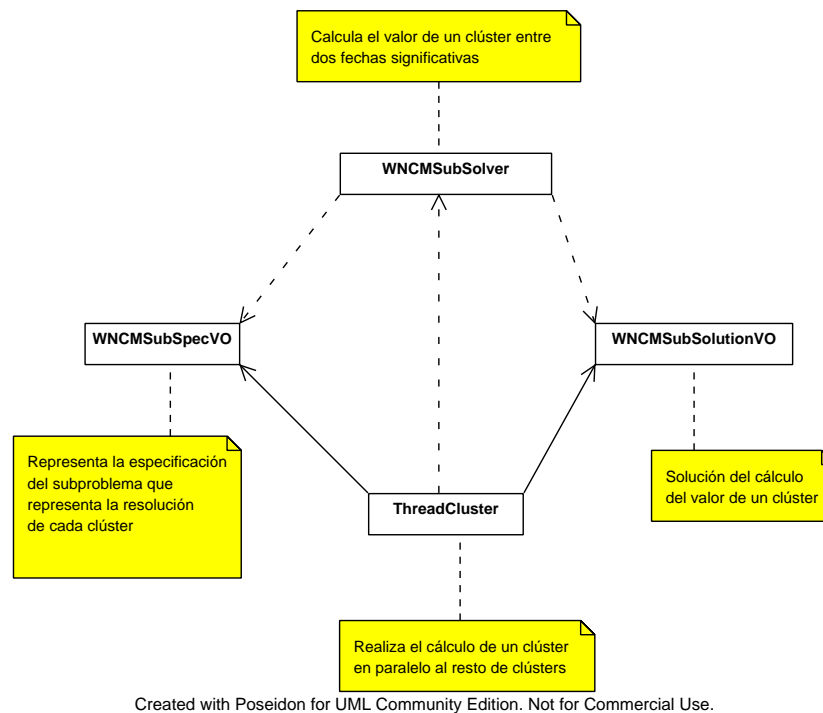 Calcula el valor de un clúster entre
dos fechas significativas
WNCMSubSolver
WNCMSubSpecVO
WNCMSubSolutionVO
Representa la especificación
del subproblema que
representa la resolución
de cada clúster
Solución del cálculo
del valor de un clúster
ThreadCluster
Realiza el cálculo de un clúster
en paralelo al resto de clústers
Created with Poseidon for UML Community Edition. Not for Commercial Use.